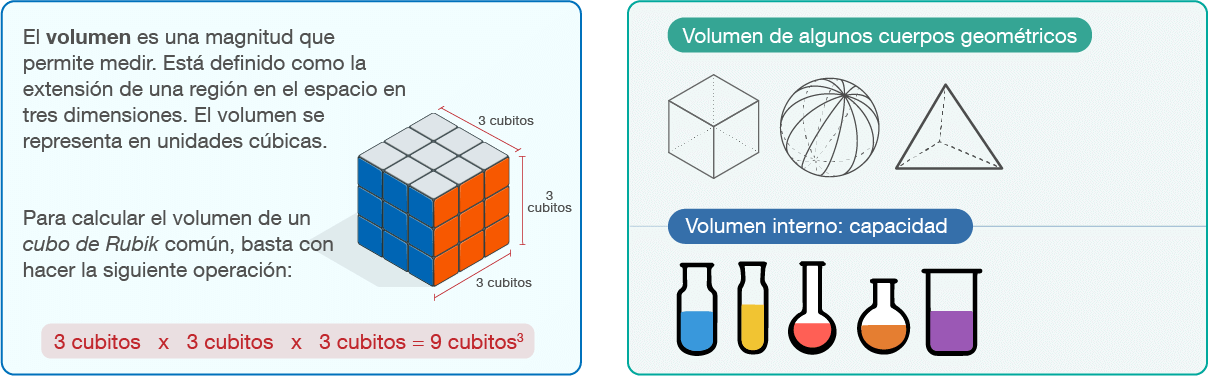 El volumen es una magnitud que
permite medir. Está definido como la
extensión de una región en el espacio en
tres dimensiones. El volumen se
representa en unidades cúbicas.
3 cubitos
3
cubitos
3 cubitos
Para calcular el volumen de un
cubo de Rubik común, basta con
hacer la siguiente operación:
3 cubitos x 3 cubitos x 3 cubitos = 9 cubitos³
Volumen de algunos cuerpos geométricos
Volumen interno: capacidad